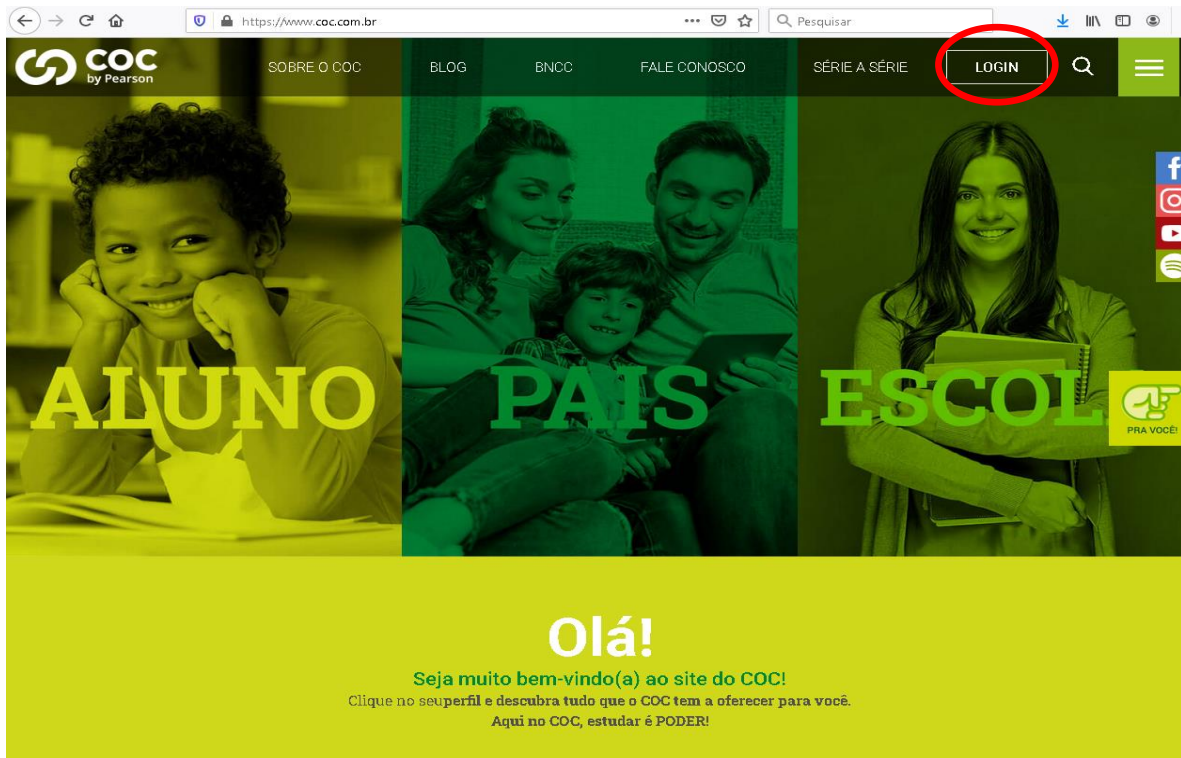 https://www.coc.com.br
Pesquisar
COC
by Pearson
SOBRE O COC
BLOG
BNCC
FALE CONOSCO
SÉRIE A SÉRIE
LOGIN
ALUNO
PAIS
ESCOL
PRA VOCÊ!
Olá!
Seja muito bem-vindo(a) ao site do COC!
Clique no seuperfil e descubra tudo que o COC tem a oferecer para você.
Aqui no COC, estudar é PODER!